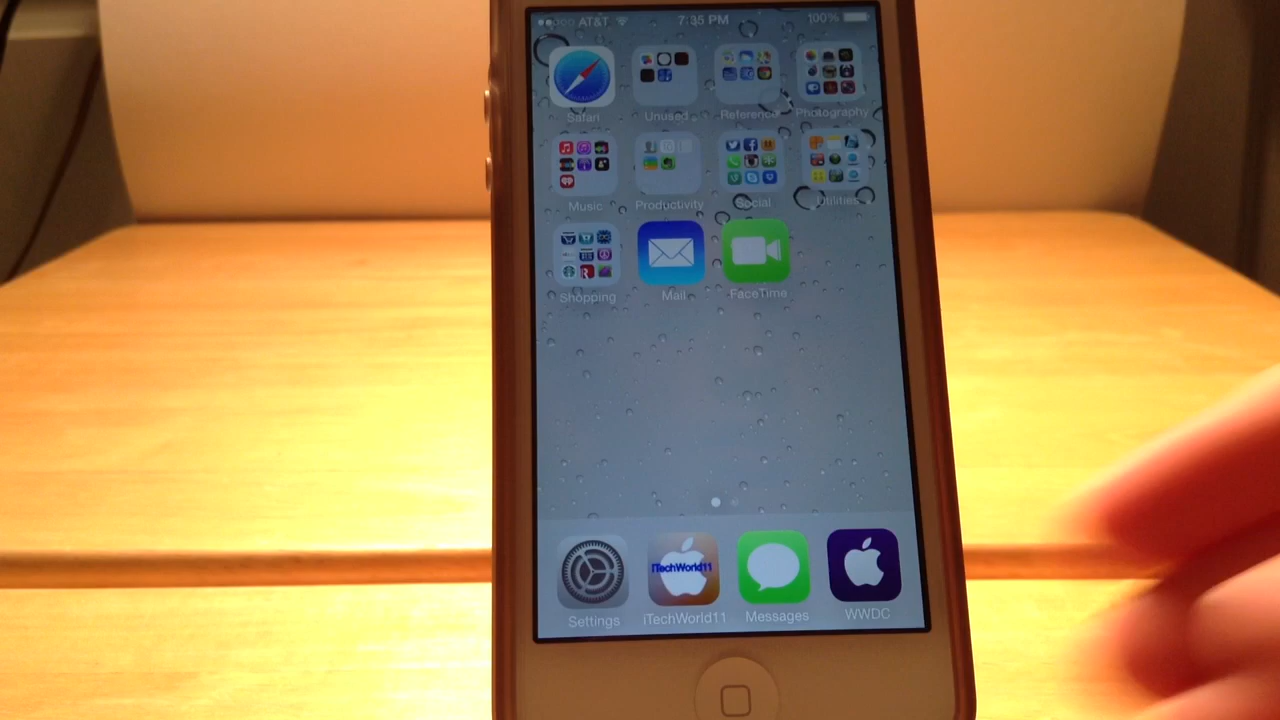 AT&T 7:35 PM 100%
Safari Unused Reference Photography
Music Productivity Social Utilities
Shopping Mail FaceTime
iTechWorld11
Settings iTechWorld11 Messages WWDC